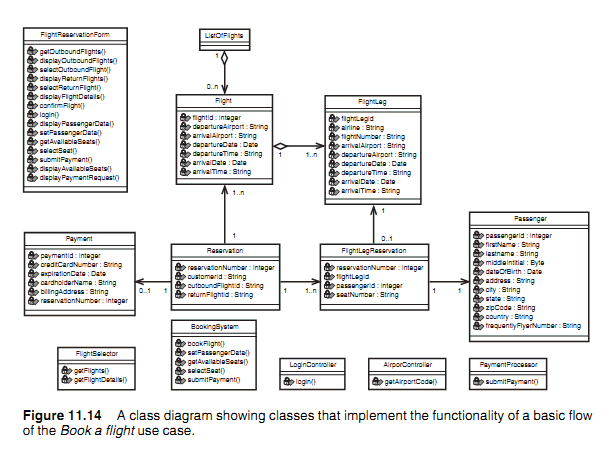 FlightReservationForm
getOutboundFlights()
displayOutboundFlights()
selectOutboundFlight()
displayReturnFlights()
selectReturnFlight()
displayFlightDetails()
confirmFlight()
login()
displayPassengerData()
setPassengerData()
getAvailableSeats()
selectSeat()
submitPayment()
displayAvailableSeats()
displayPaymentRequest()
ListOfFlights
1
0..n
Flight
flightId : Integer
departureAirport : String
arrivalAirport : String
departureDate : Date
departureTime : String
arrivalDate : Date
arrivalTime : String
1
1..n
FlightLeg
flightLegId
airline : String
flightNumber : String
arrivalAirport : String
departureAirport : String
departureDate : Date
departureTime : String
arrivalDate : Date
arrivalTime : String
1..n
1
1
0..1
Payment
paymentId : Integer
creditCardNumber : String
expirationDate : Date
cardholderName : String
billingAddress : String
reservationNumber : Integer
0..1
1
Reservation
reservationNumber : Integer
customerId : String
outboundFlightId : String
returnFlightId : String
1
1..n
FlightLegReservation
reservationNumber : Integer
flightLegId
passengerId : Integer
seatNumber : String
1
1
Passenger
passengerId : Integer
firstName : String
lastname : String
middleInitial : Byte
dateOfBirth : Date
address : String
city : String
state : String
zipCode : String
country : String
frequentlyFlyerNumber : String
FlightSelector
getFlights()
getFlightDetails()
BookingSystem
bookFlight()
setPassengerData()
getAvailableSeats()
selectSeat()
submitPayment()
LoginController
login()
AirporController
getAirportCode()
PaymentProcessor
submitPayment()
Figure 11.14 A class diagram showing classes that implement the functionality of a basic flow
of the Book a flight use case.